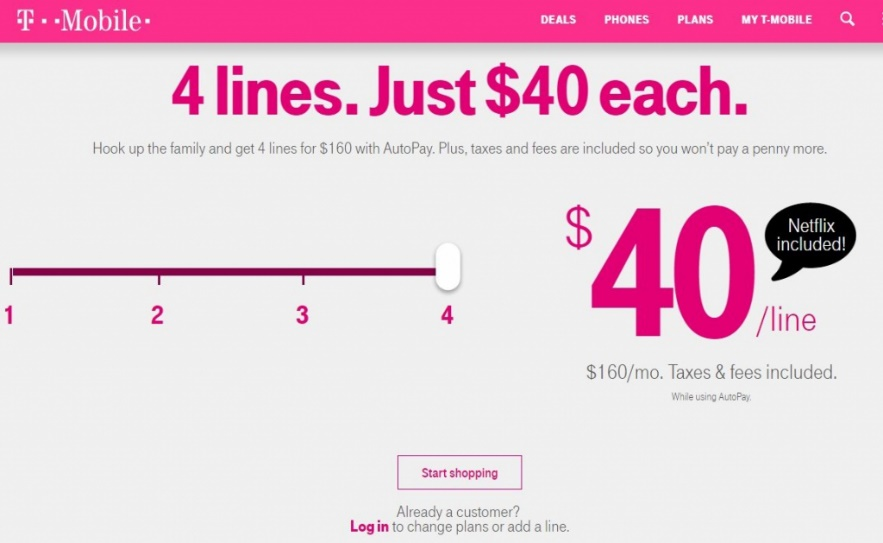 T··Mobile·
DEALS PHONES PLANS MY T-MOBILE
4 lines. Just $40 each.
Hook up the family and get 4 lines for $160 with AutoPay. Plus, taxes and fees are included so you won't pay a penny more.
$40/line
Netflix
included!
1 2 3 4
$160/mo. Taxes & fees included.
While using AutoPay.
Start shopping
Already a customer?
Log in to change plans or add a line.